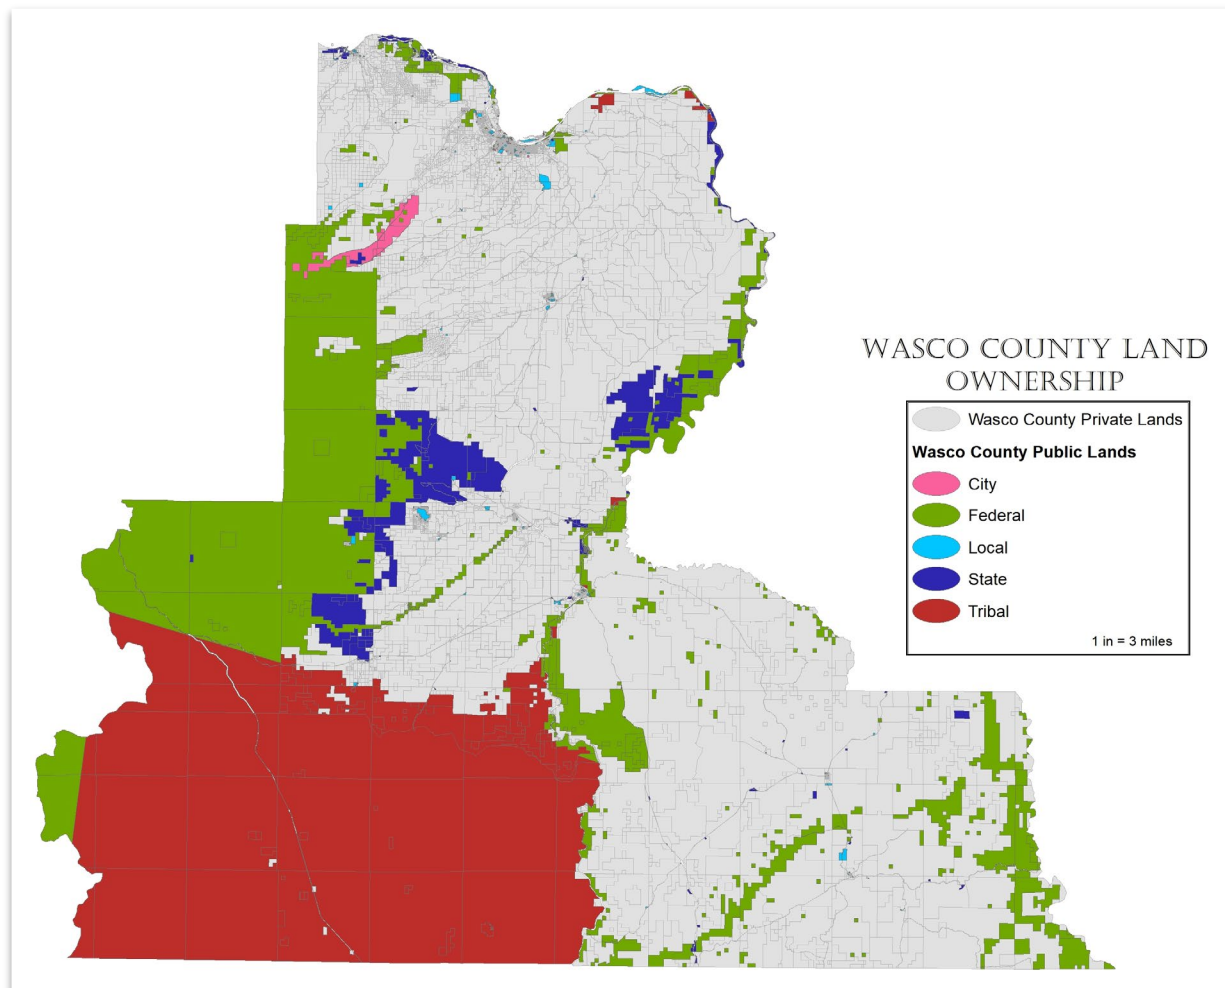 WASCO COUNTY LAND
OWNERSHIP
Wasco County Private Lands
Wasco County Public Lands
City
Federal
Local
State
Tribal
1 in = 3 miles